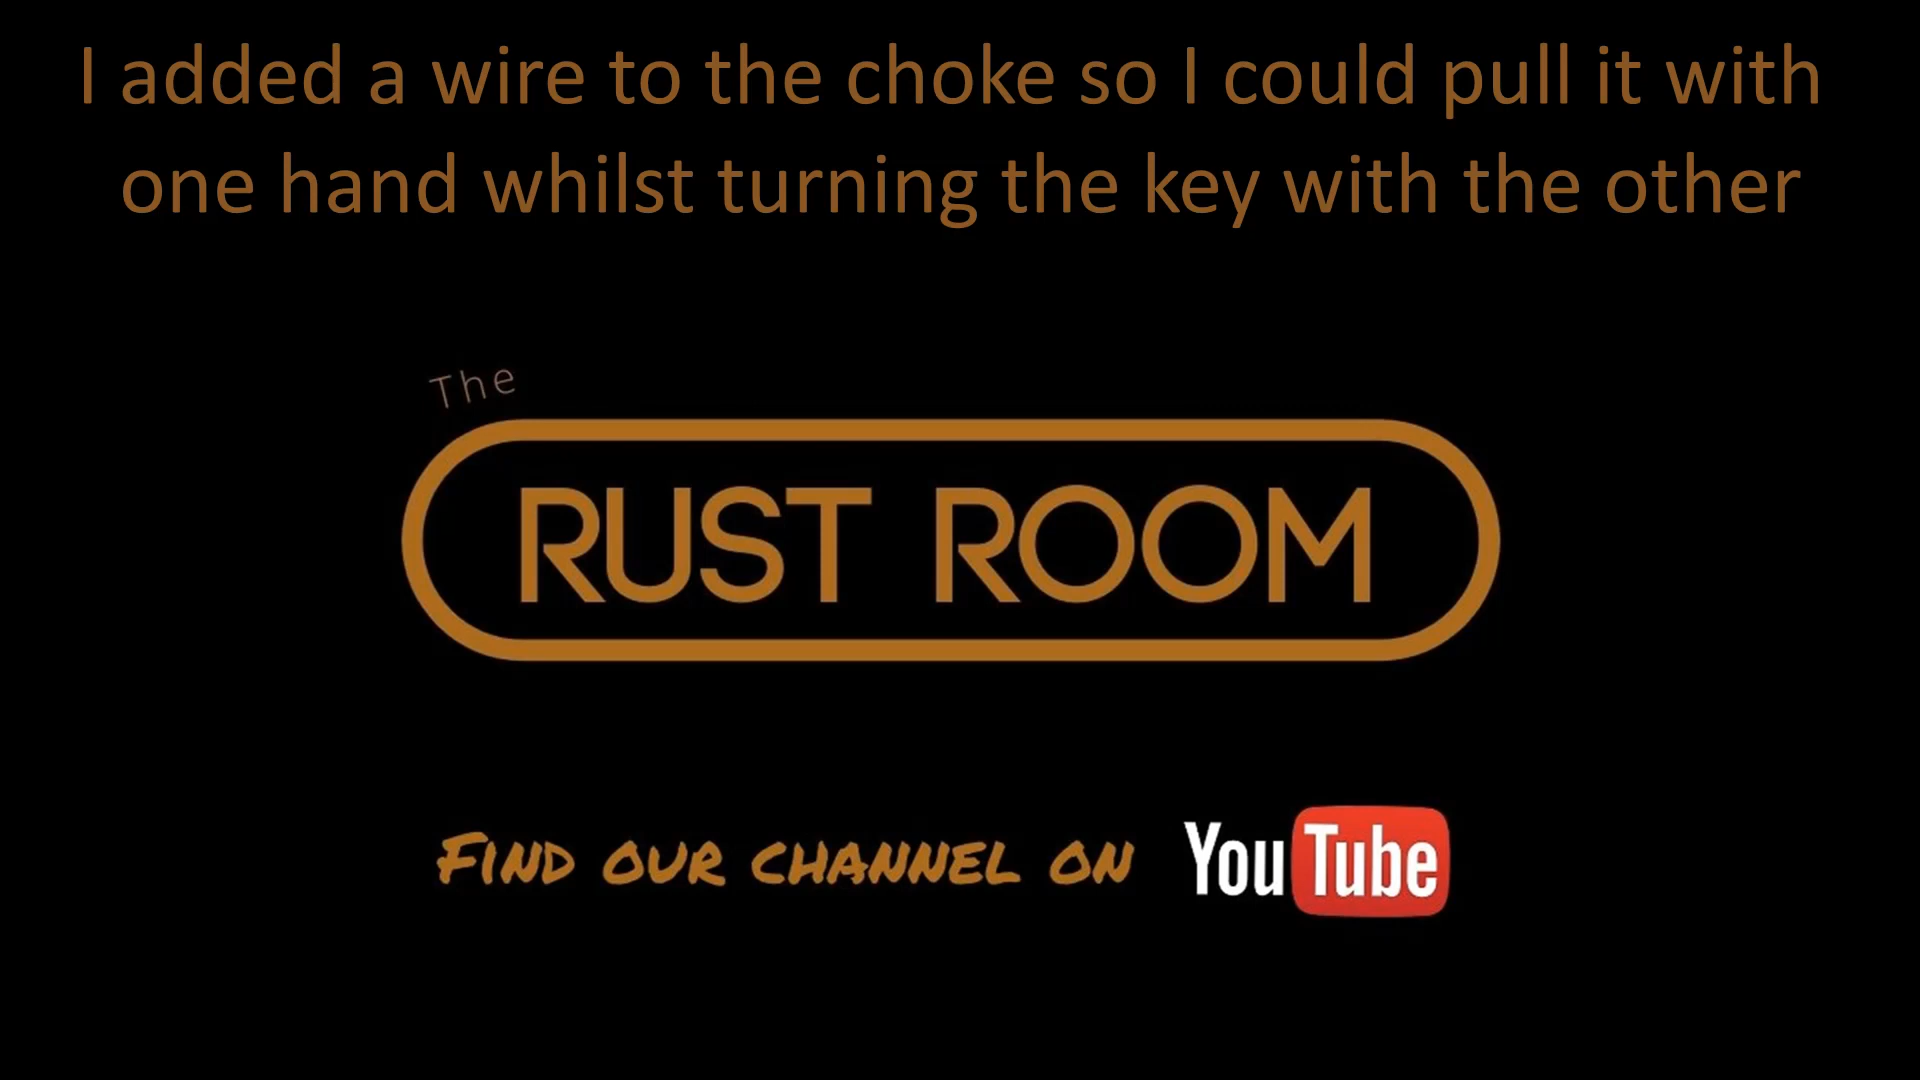 I added a wire to the choke so I could pull it with
one hand whilst turning the key with the other
The
RUST ROOM
FIND OUR CHANNEL ON YouTube